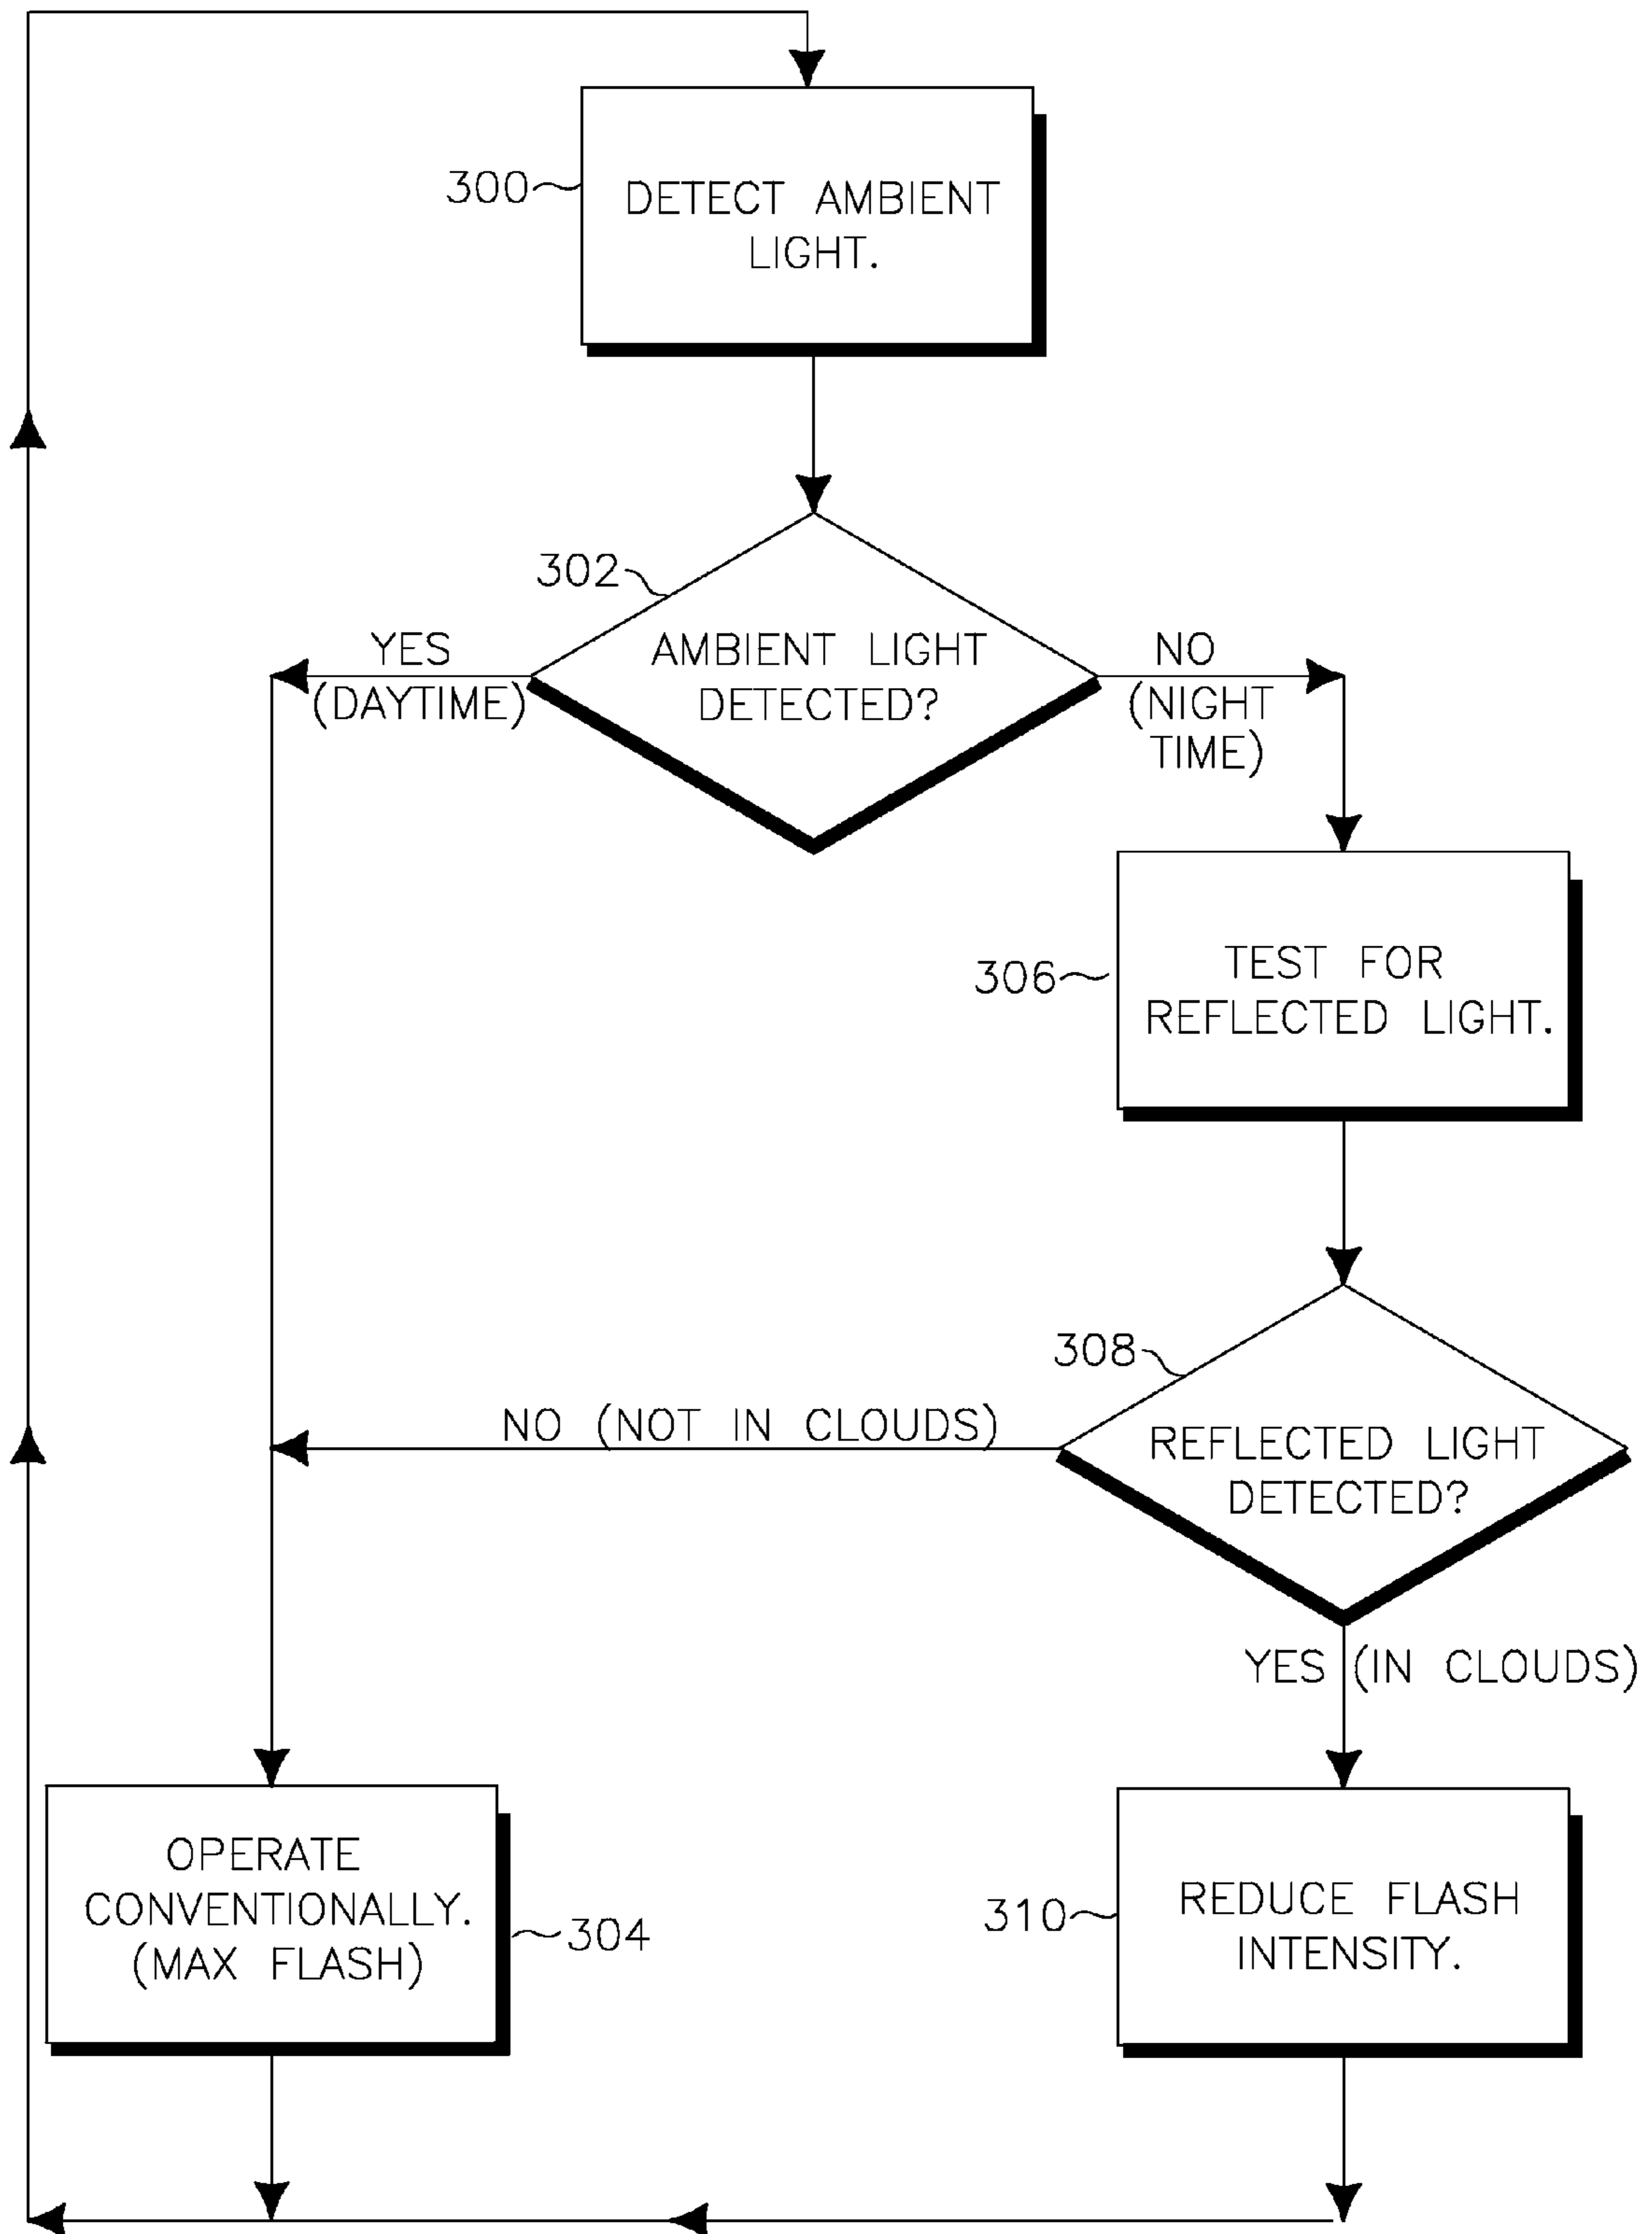 300
DETECT AMBIENT
LIGHT.
302
YES
(DAYTIME)
AMBIENT LIGHT
DETECTED?
NO
(NIGHT
TIME)
306
TEST FOR
REFLECTED LIGHT.
308
NO (NOT IN CLOUDS)
REFLECTED LIGHT
DETECTED?
YES (IN CLOUDS)
OPERATE
CONVENTIONALLY.
(MAX FLASH)
304
310
REDUCE FLASH
INTENSITY.